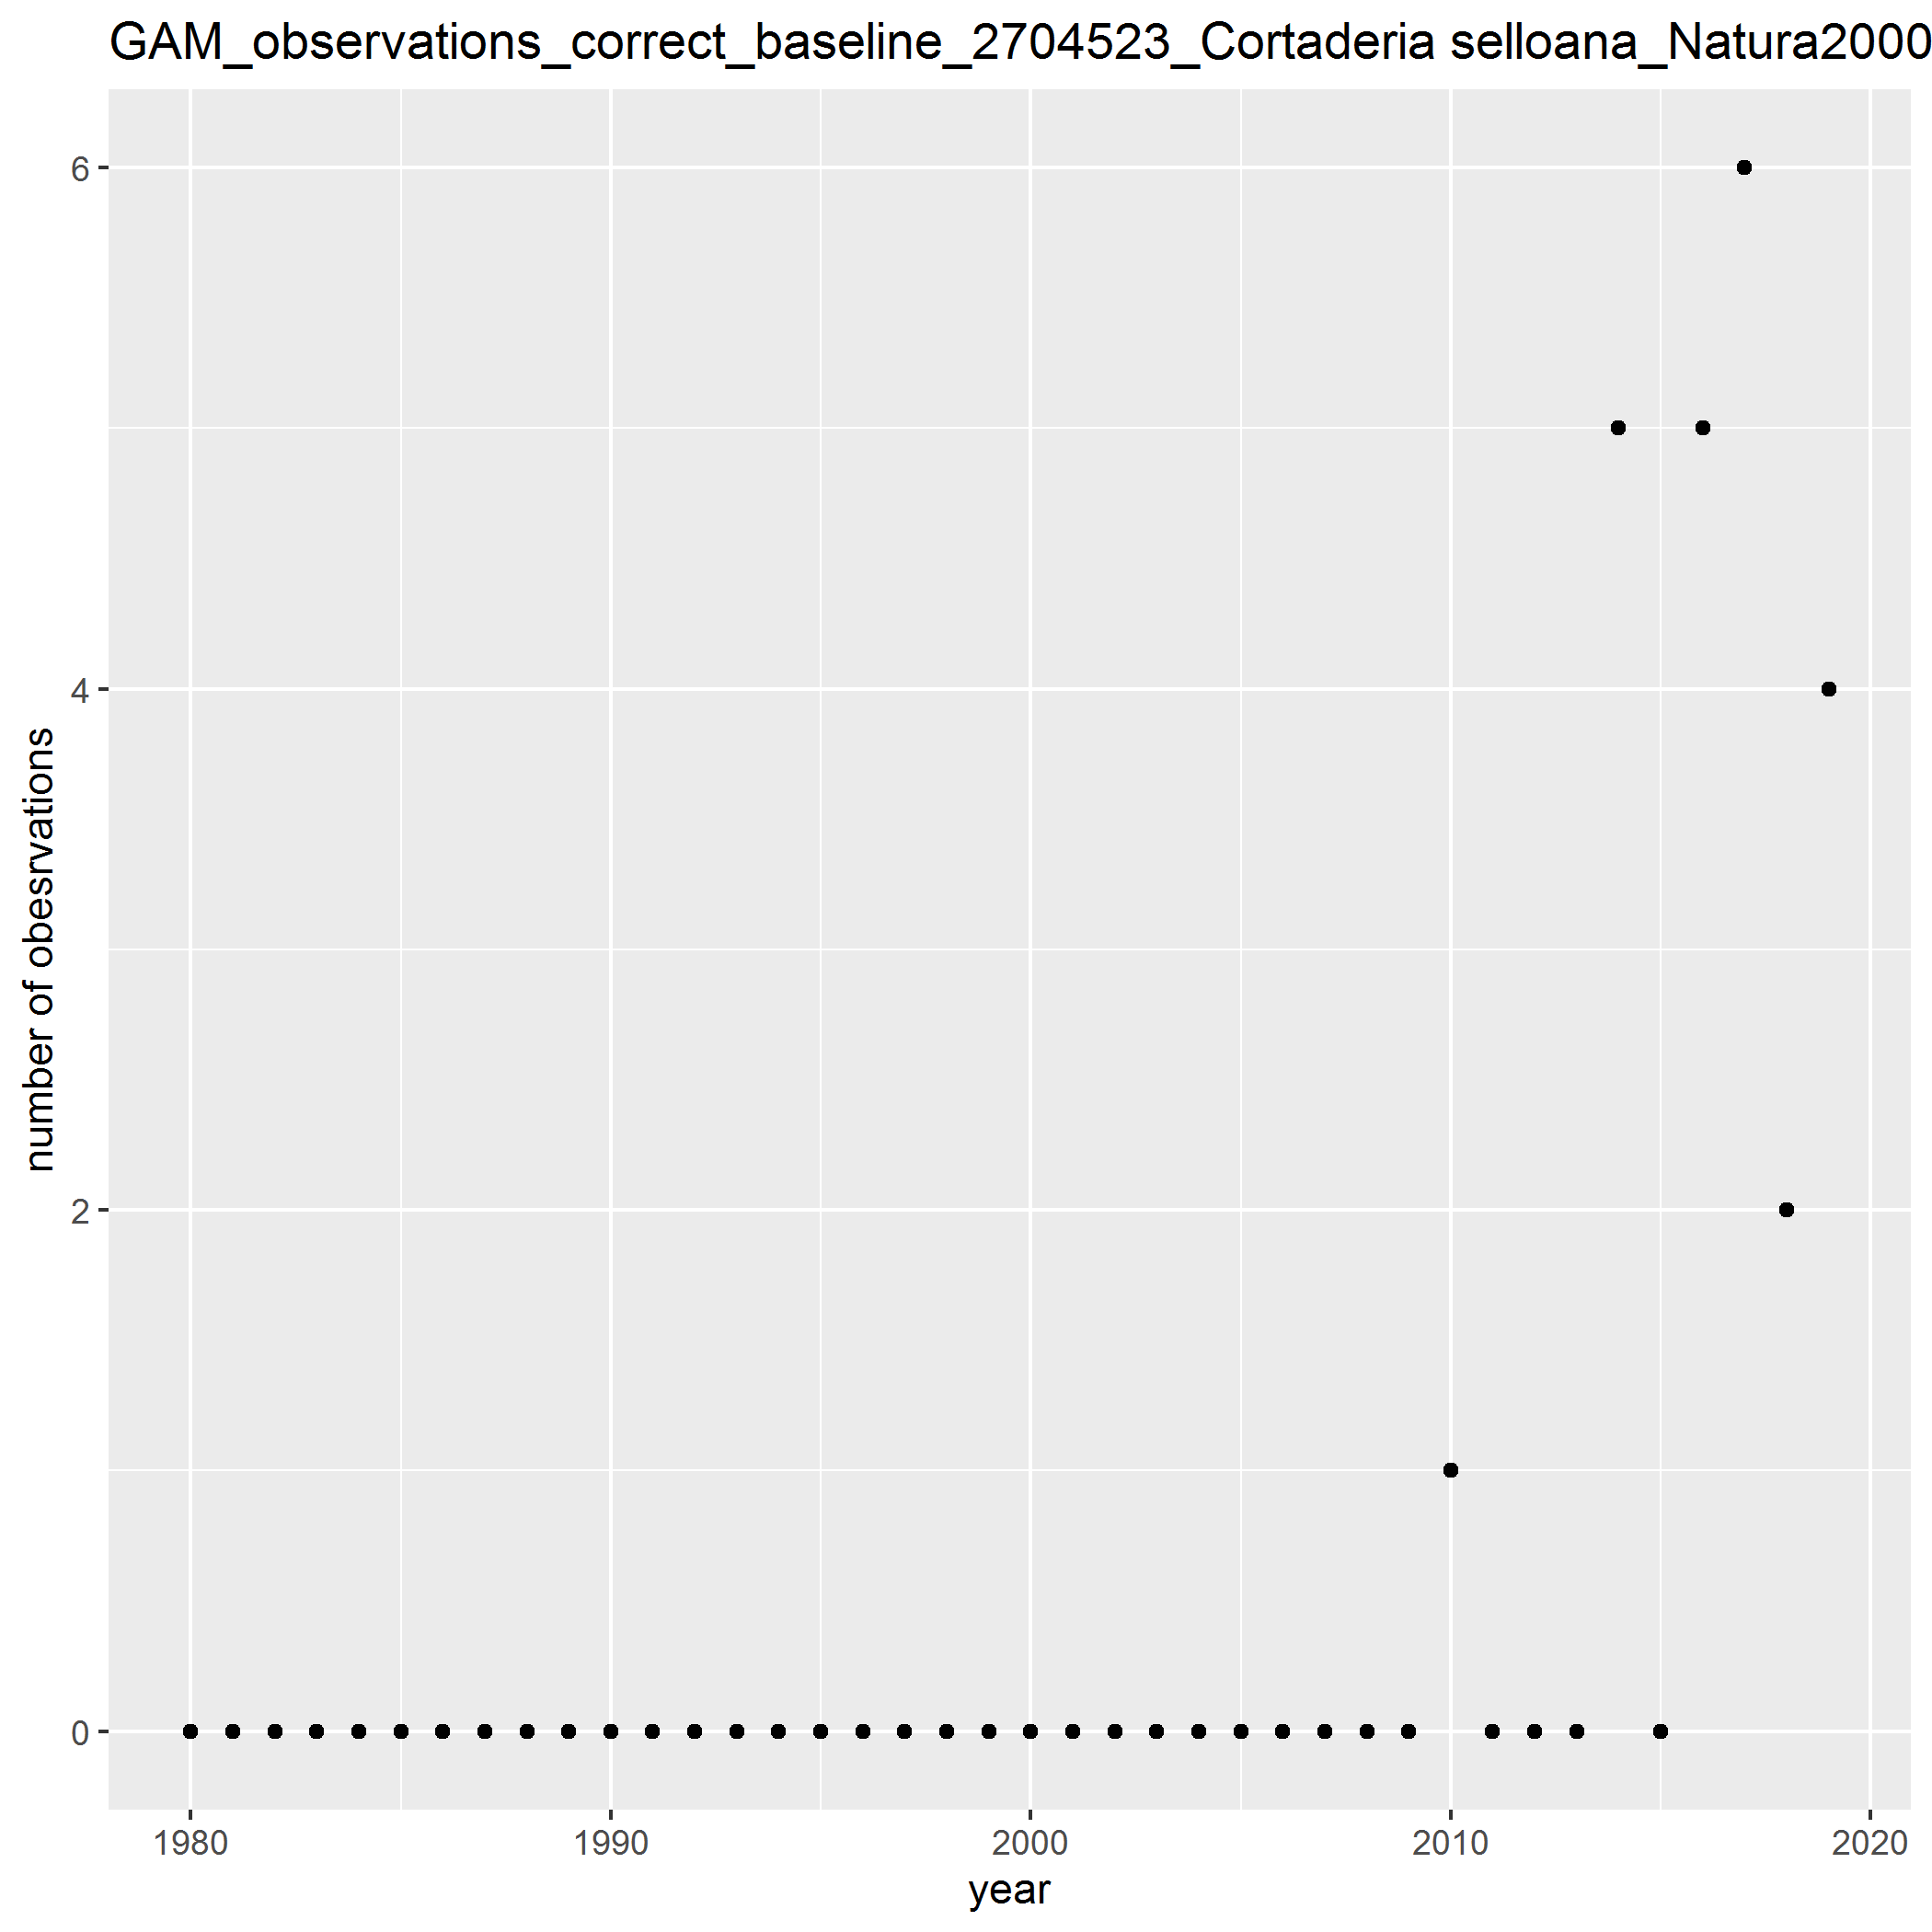 GAM_observations_correct_baseline_2704523_Cortaderia selloana_Natura2000
6
4
2
0
number of obesrvations
1980 1990 2000 2010 2020
year